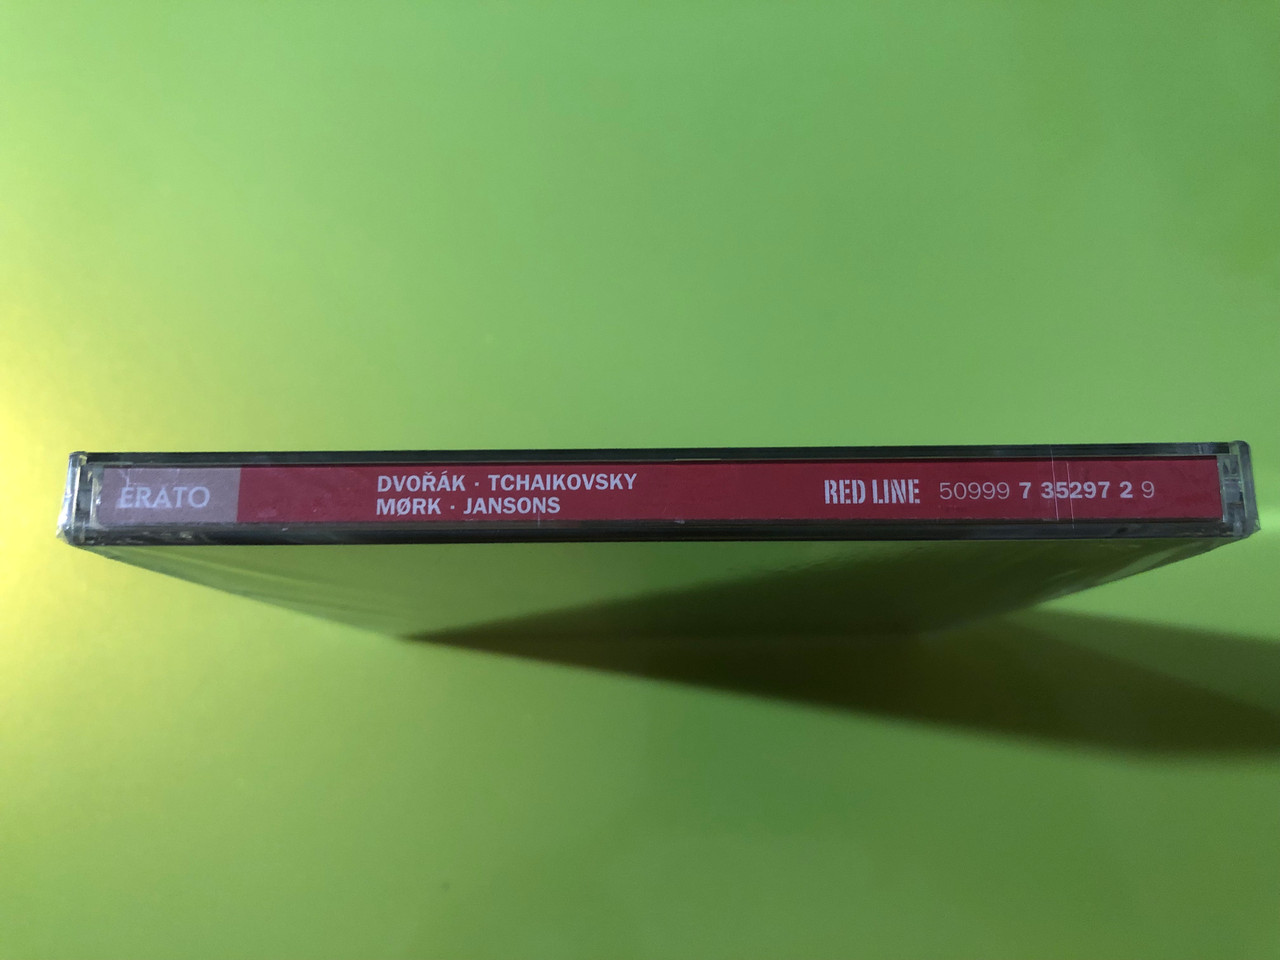 ERATO
DVOŘÁK · TCHAIKOVSKY
MØRK · JANSONS
RED LINE
50999 7 35297 2 9